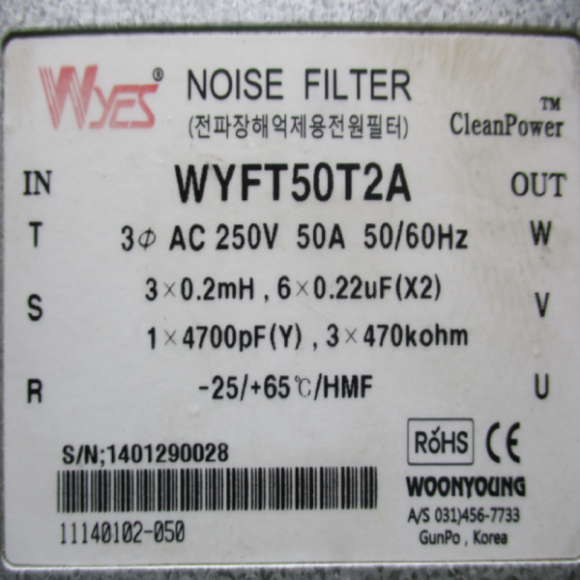 WYES® NOISE FILTER
(전파장해억제용전원필터) CleanPower™
IN WYFT50T2A OUT
T 3Φ AC 250V 50A 50/60Hz W
3×0.2mH , 6×0.22uF(X2)
S V
1×4700pF(Y) , 3×470kohm
R -25/+65℃/HMF U
S/N;1401290028 RoHS CE
WOONYOUNG
11140102-050 A/S 031)456-7733
GunPo , Korea